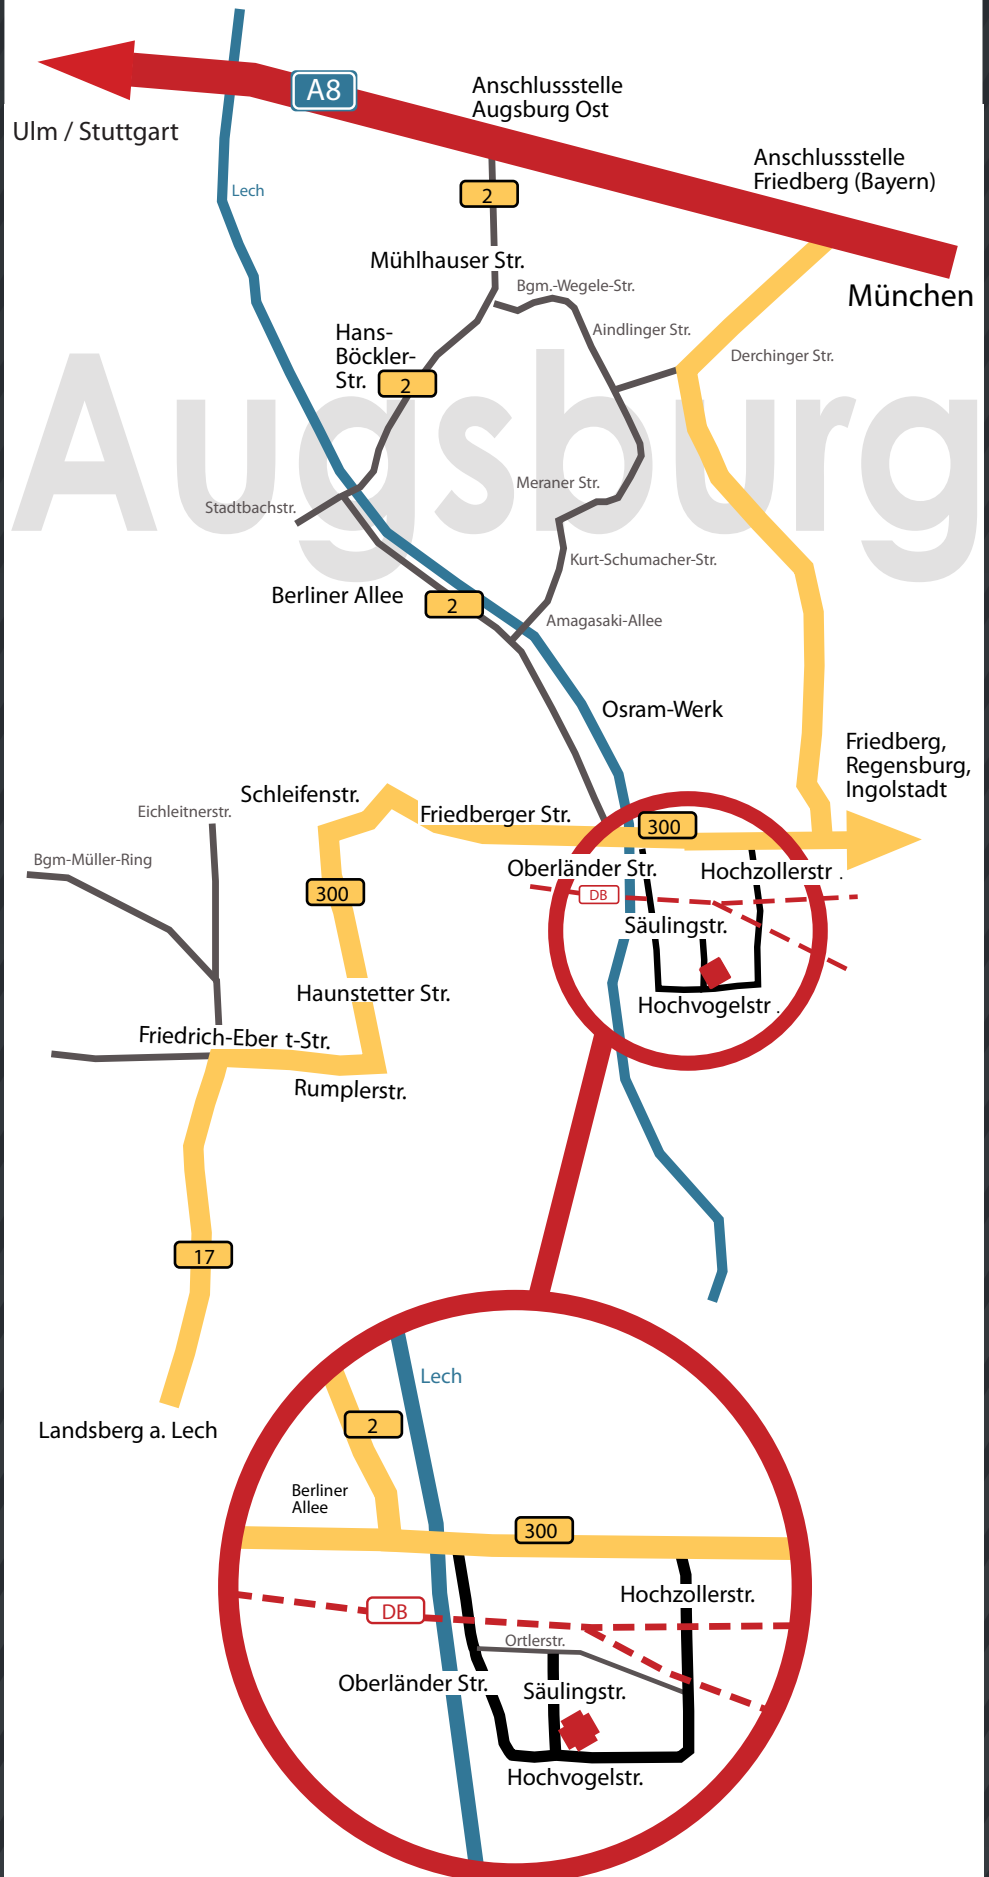 A8
Anschlussstelle
Augsburg Ost
Ulm / Stuttgart
Anschlussstelle
Friedberg (Bayern)
Lech
2
Mühlhauser Str.
München
Bgm.-Wegele-Str.
Hans-
Böckler-
Str.
2
Aindlinger Str.
Derchinger Str.
Augsburg
Meraner Str.
Stadtbachstr.
Kurt-Schumacher-Str.
Berliner Allee
2
Amagasaki-Allee
Osram-Werk
Friedberg,
Regensburg,
Ingolstadt
Schleifenstr.
Eichleitnerstr.
Friedberger Str.
300
Bgm-Müller-Ring
Oberländer Str.
Hochzollerstr .
300
DB
Säulingstr.
Haunstetter Str.
Hochvogelstr .
Friedrich-Eber t-Str.
Rumplerstr.
17
Landsberg a. Lech
Lech
2
Berliner
Allee
300
Hochzollerstr.
DB
Ortlerstr.
Oberländer Str.
Säulingstr.
Hochvogelstr.